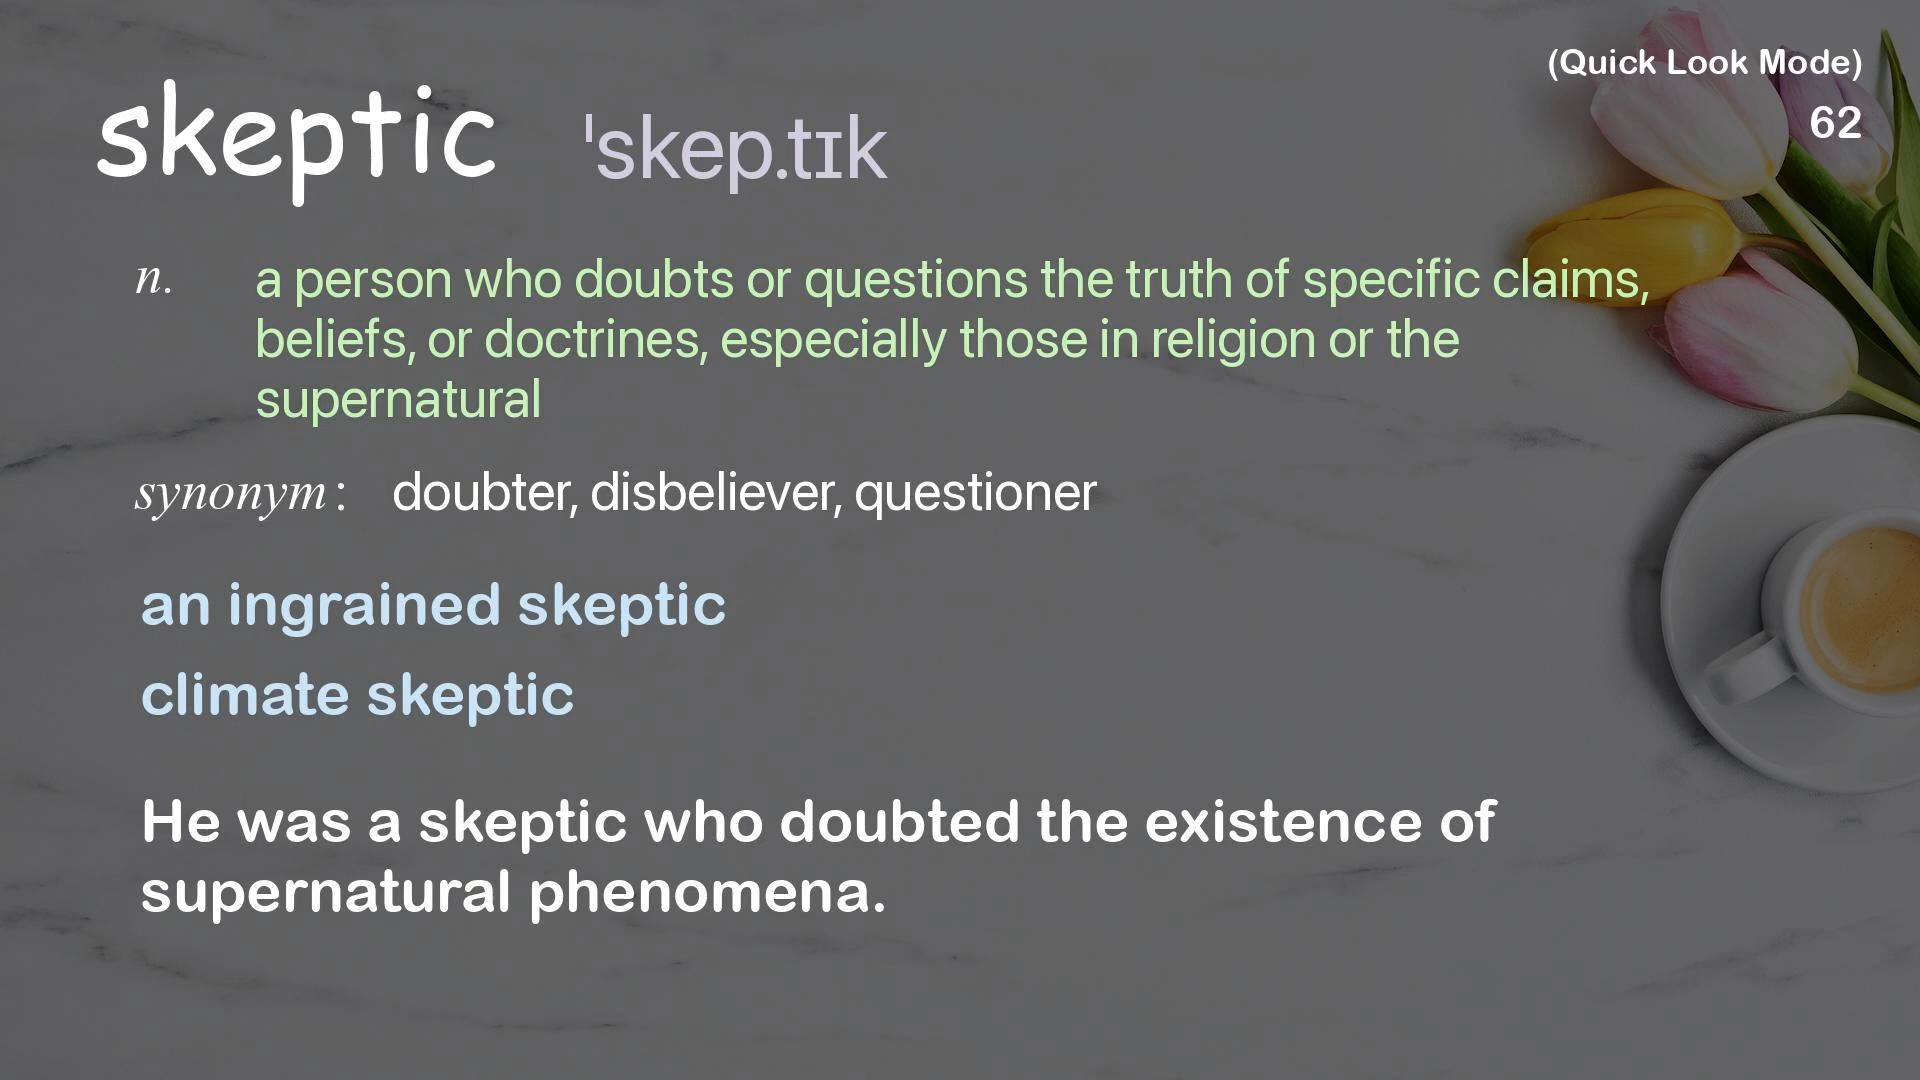 (Quick Look Mode)
62
skeptic ˈskep.tɪk
n. a person who doubts or questions the truth of specific claims,
beliefs, or doctrines, especially those in religion or the
supernatural
synonym: doubter, disbeliever, questioner
an ingrained skeptic
climate skeptic
He was a skeptic who doubted the existence of
supernatural phenomena.